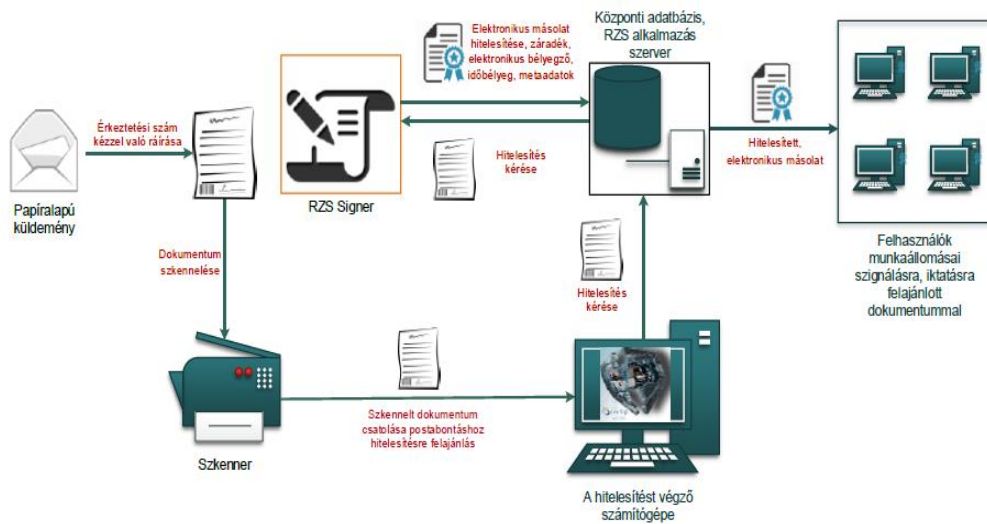 Érkeztetési szám
kézzel való ráírása
Papíralapú
küldemény
Dokumentum
szkennelése
Szkenner
Szkennelt dokumentum
csatolása postabontáshoz
hitelesítésre felajánlás
A hitelesítést végző
számítógépe
Hitelesítés
kérése
Központi adatbázis,
RZS alkalmazás
szerver
Hitelesítés
kérése
RZS Signer
Elektronikus másolat
hitelesítése, záradék,
elektronikus bélyegző,
időbélyeg, metaadatok
Hitelesített,
elektronikus másolat
Felhasználók
munkaállomásai
szignálásra, iktatásra
felajánlott
dokumentummal